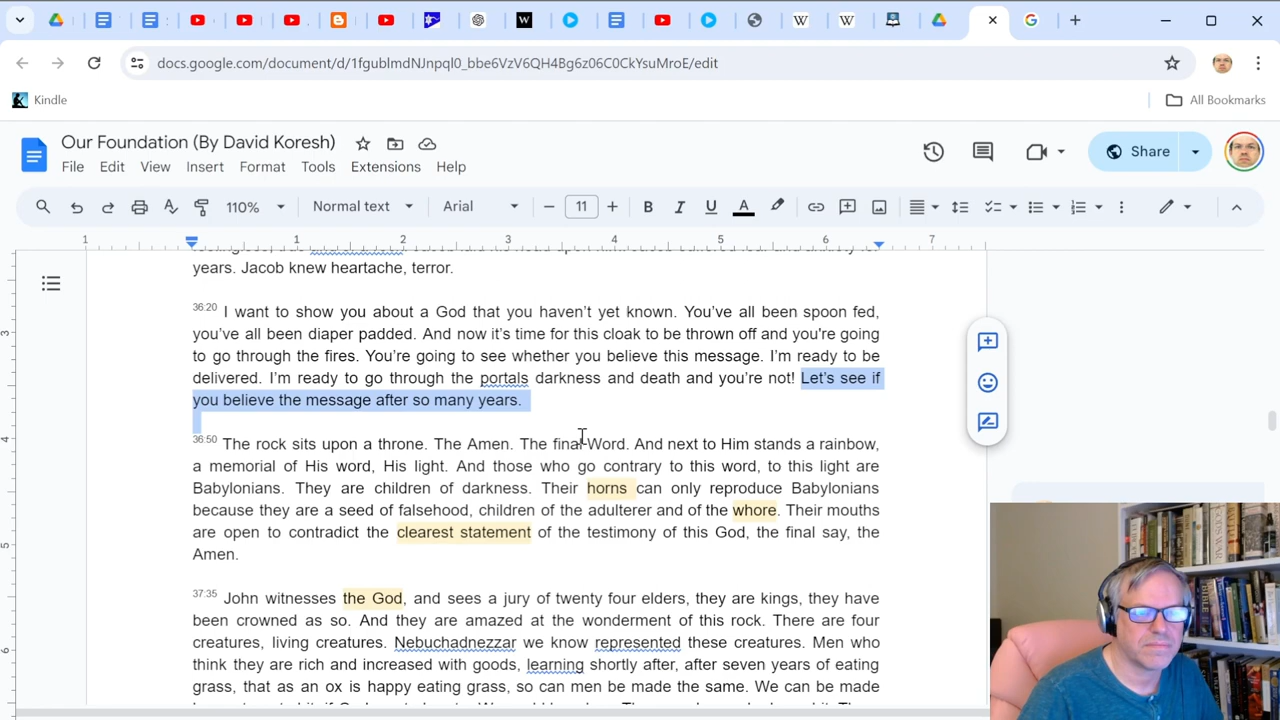 docs.google.com/document/d/1fgublmdNJnpql0_bbe6VzV6QH4Bg6z06C0CkYsuMroE/edit
Kindle
All Bookmarks
Our Foundation (By David Koresh)
File Edit View Insert Format Tools Extensions Help
Share
110% Normal text Arial 11
1 1 2 3 4 5 6 7
years. Jacob knew heartache, terror.
36:20 I want to show you about a God that you haven't yet known. You've all been spoon fed,
you've all been diaper padded. And now it's time for this cloak to be thrown off and you're going
to go through the fires. You're going to see whether you believe this message. I'm ready to be
delivered. I'm ready to go through the portals darkness and death and you're not! Let's see if
you believe the message after so many years.
36:50 The rock sits upon a throne. The Amen. The final Word. And next to Him stands a rainbow,
a memorial of His word, His light. And those who go contrary to this word, to this light are
Babylonians. They are children of darkness. Their horns can only reproduce Babylonians
because they are a seed of falsehood, children of the adulterer and of the whore. Their mouths
are open to contradict the clearest statement of the testimony of this God, the final say, the
Amen.
37:35 John witnesses the God, and sees a jury of twenty four elders, they are kings, they have
been crowned as so. And they are amazed at the wonderment of this rock. There are four
creatures, living creatures. Nebuchadnezzar we know represented these creatures. Men who
think they are rich and increased with goods, learning shortly after, after seven years of eating
grass, that as an ox is happy eating grass, so can men be made the same. We can be made
3
4
5
6